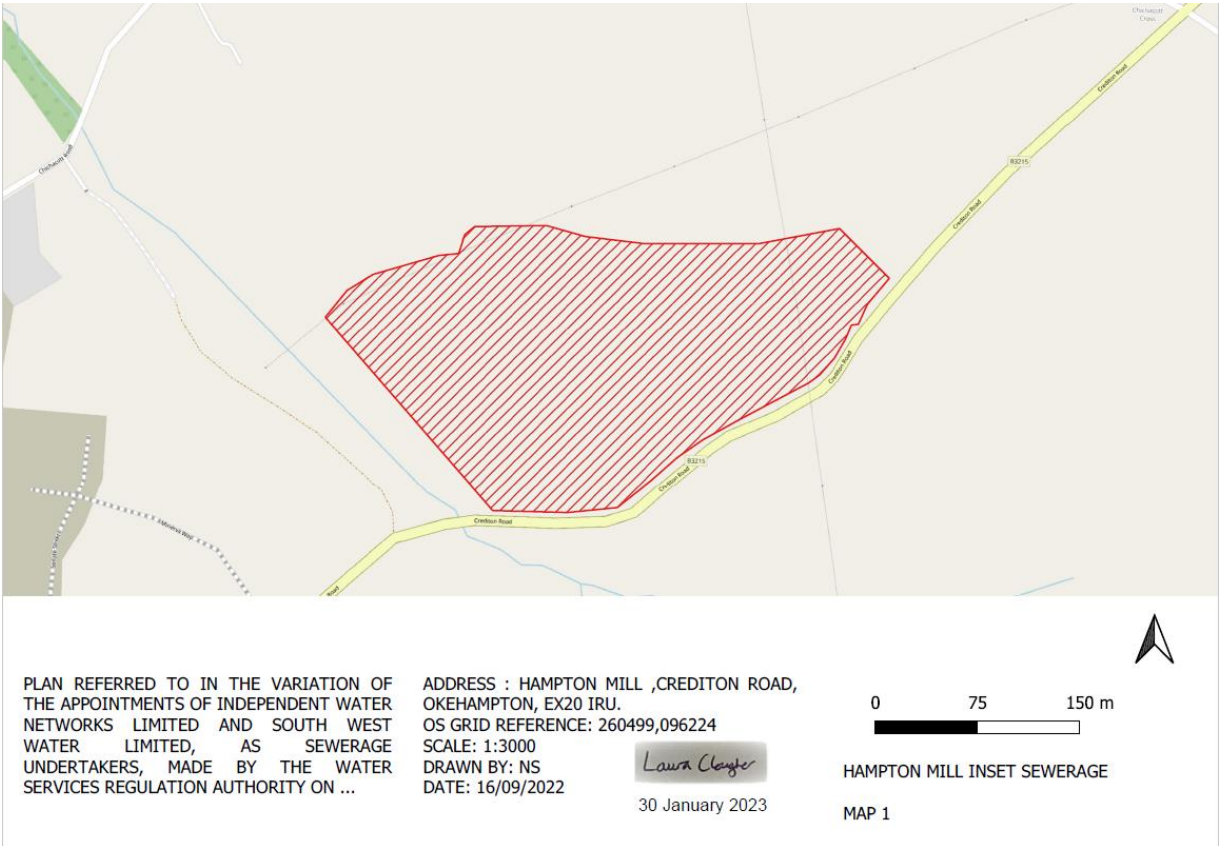 Chichacott
Cross
Crediton Road
B3215
Crediton Road
Chichacott Road
Crediton Road
B3215
Crediton Road
Crediton Road
Minerva Way
Road
PLAN REFERRED TO IN THE VARIATION OF
THE APPOINTMENTS OF INDEPENDENT WATER
NETWORKS LIMITED AND SOUTH WEST
WATER LIMITED, AS SEWERAGE
UNDERTAKERS, MADE BY THE WATER
SERVICES REGULATION AUTHORITY ON ...
ADDRESS : HAMPTON MILL ,CREDITON ROAD,
OKEHAMPTON, EX20 IRU.
OS GRID REFERENCE: 260499,096224
SCALE: 1:3000
DRAWN BY: NS
DATE: 16/09/2022
Laura Claugher
30 January 2023
0 75 150 m
HAMPTON MILL INSET SEWERAGE
MAP 1